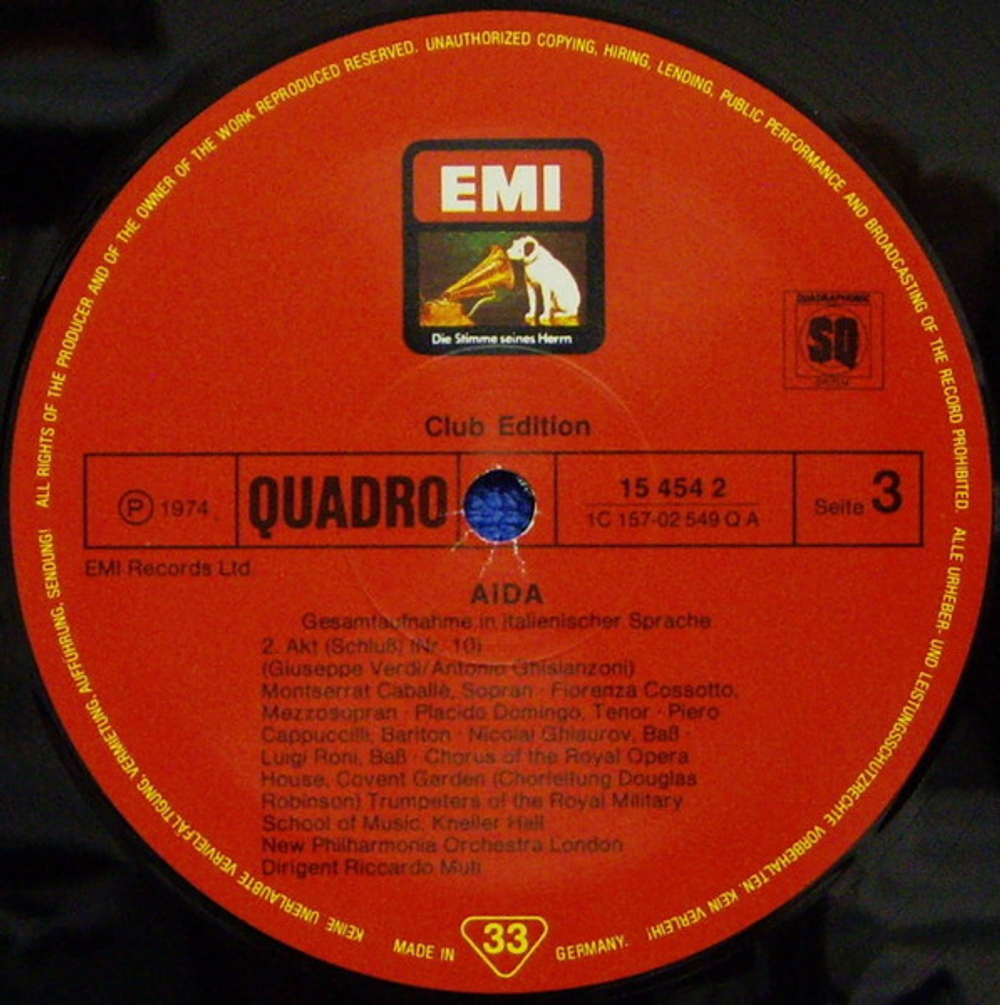 ALL RIGHTS OF THE PRODUCER AND OF THE OWNER OF THE WORK REPRODUCED RESERVED. UNAUTHORIZED COPYING, HIRING, LENDING, PUBLIC PERFORMANCE AND BROADCASTING OF THE RECORD PROHIBITED.
EMI
Die Stimme seines Herrn
QUADRAPHONIC
SQ
Club Edition
Ⓟ 1974
QUADRO
15 454 2
1C 157-02 549 Q A
Seite 3
EMI Records Ltd
AIDA
Gesamtaufnahme in italienischer Sprache
2. Akt (Schluß) (Nr. 10)
(Giuseppe Verdi/Antonio Ghislanzoni)
Montserrat Caballè, Sopran · Fiorenza Cossotto,
Mezzosopran · Placido Domingo, Tenor · Piero
Cappuccilli, Bariton · Nicolai Ghiaurov, Baß ·
Luigi Roni, Baß · Chorus of the Royal Opera
House, Covent Garden (Chorleitung Douglas
Robinson) Trumpeters of the Royal Military
School of Music, Kneller Hall
New Philharmonia Orchestra London
Dirigent Riccardo Muti
ALLE URHEBER- UND LEISTUNGSSCHUTZRECHTE VORBEHALTEN. KEIN VERLEIH!
KEINE UNERLAUBTE VERVIELFÄLTIGUNG, VERMIETUNG, AUFFÜHRUNG, SENDUNG!
MADE IN 33 GERMANY.